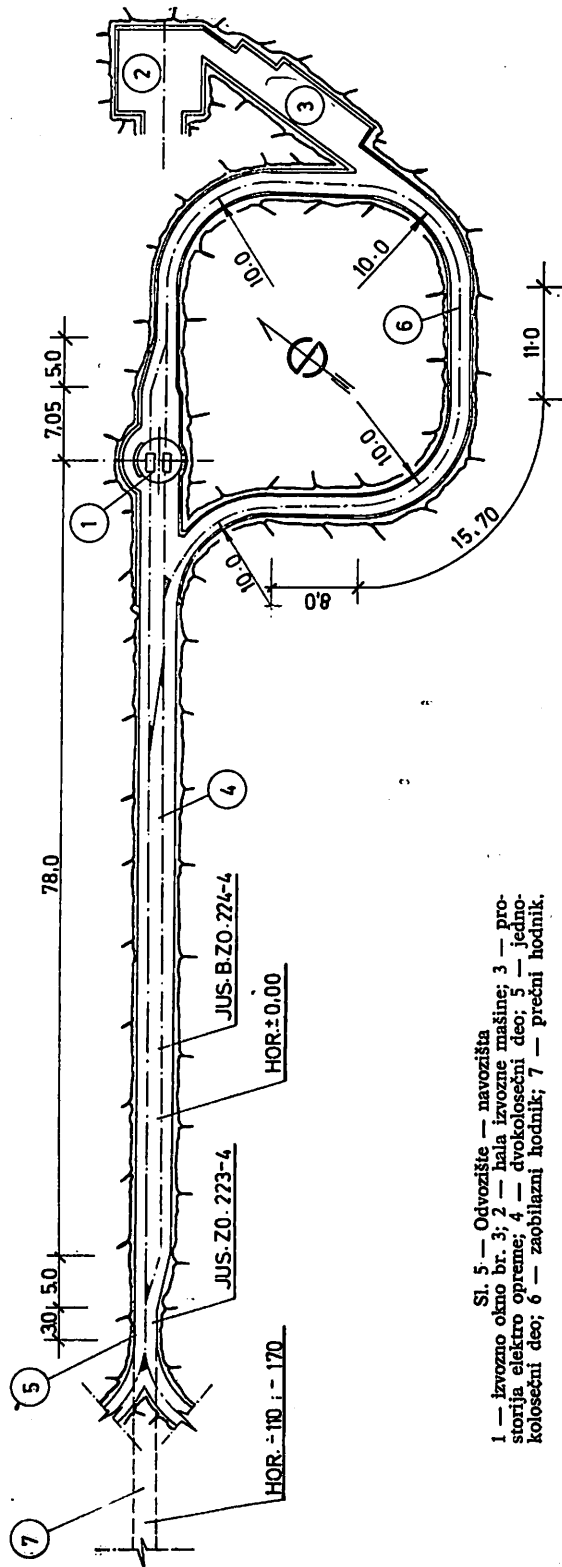 2
3
10.0
10.0
6
11.0
5.0
7.05
1
10.0
10.0
15.70
8.0
78.0
4
JUS. B.ZO. 224-4
HOR.±0.00
JUS. ZO. 223-4
5.0
3.0
5
HOR. -110 ; -170
7
Sl. 5 — Odvozište — navozišta
1 — izvozno okno br. 3; 2 — hala izvozne mašine; 3 — pro-
storija elektro opreme; 4 — dvokolosečni deo; 5 — jedno-
kolosečni deo; 6 — zaobilazni hodnik; 7 — prečni hodnik.